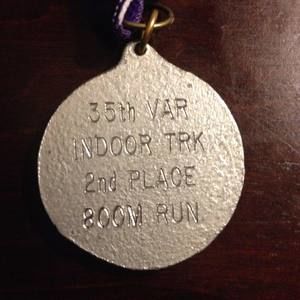 35th VAR
INDOOR TRK
2nd PLACE
800M RUN